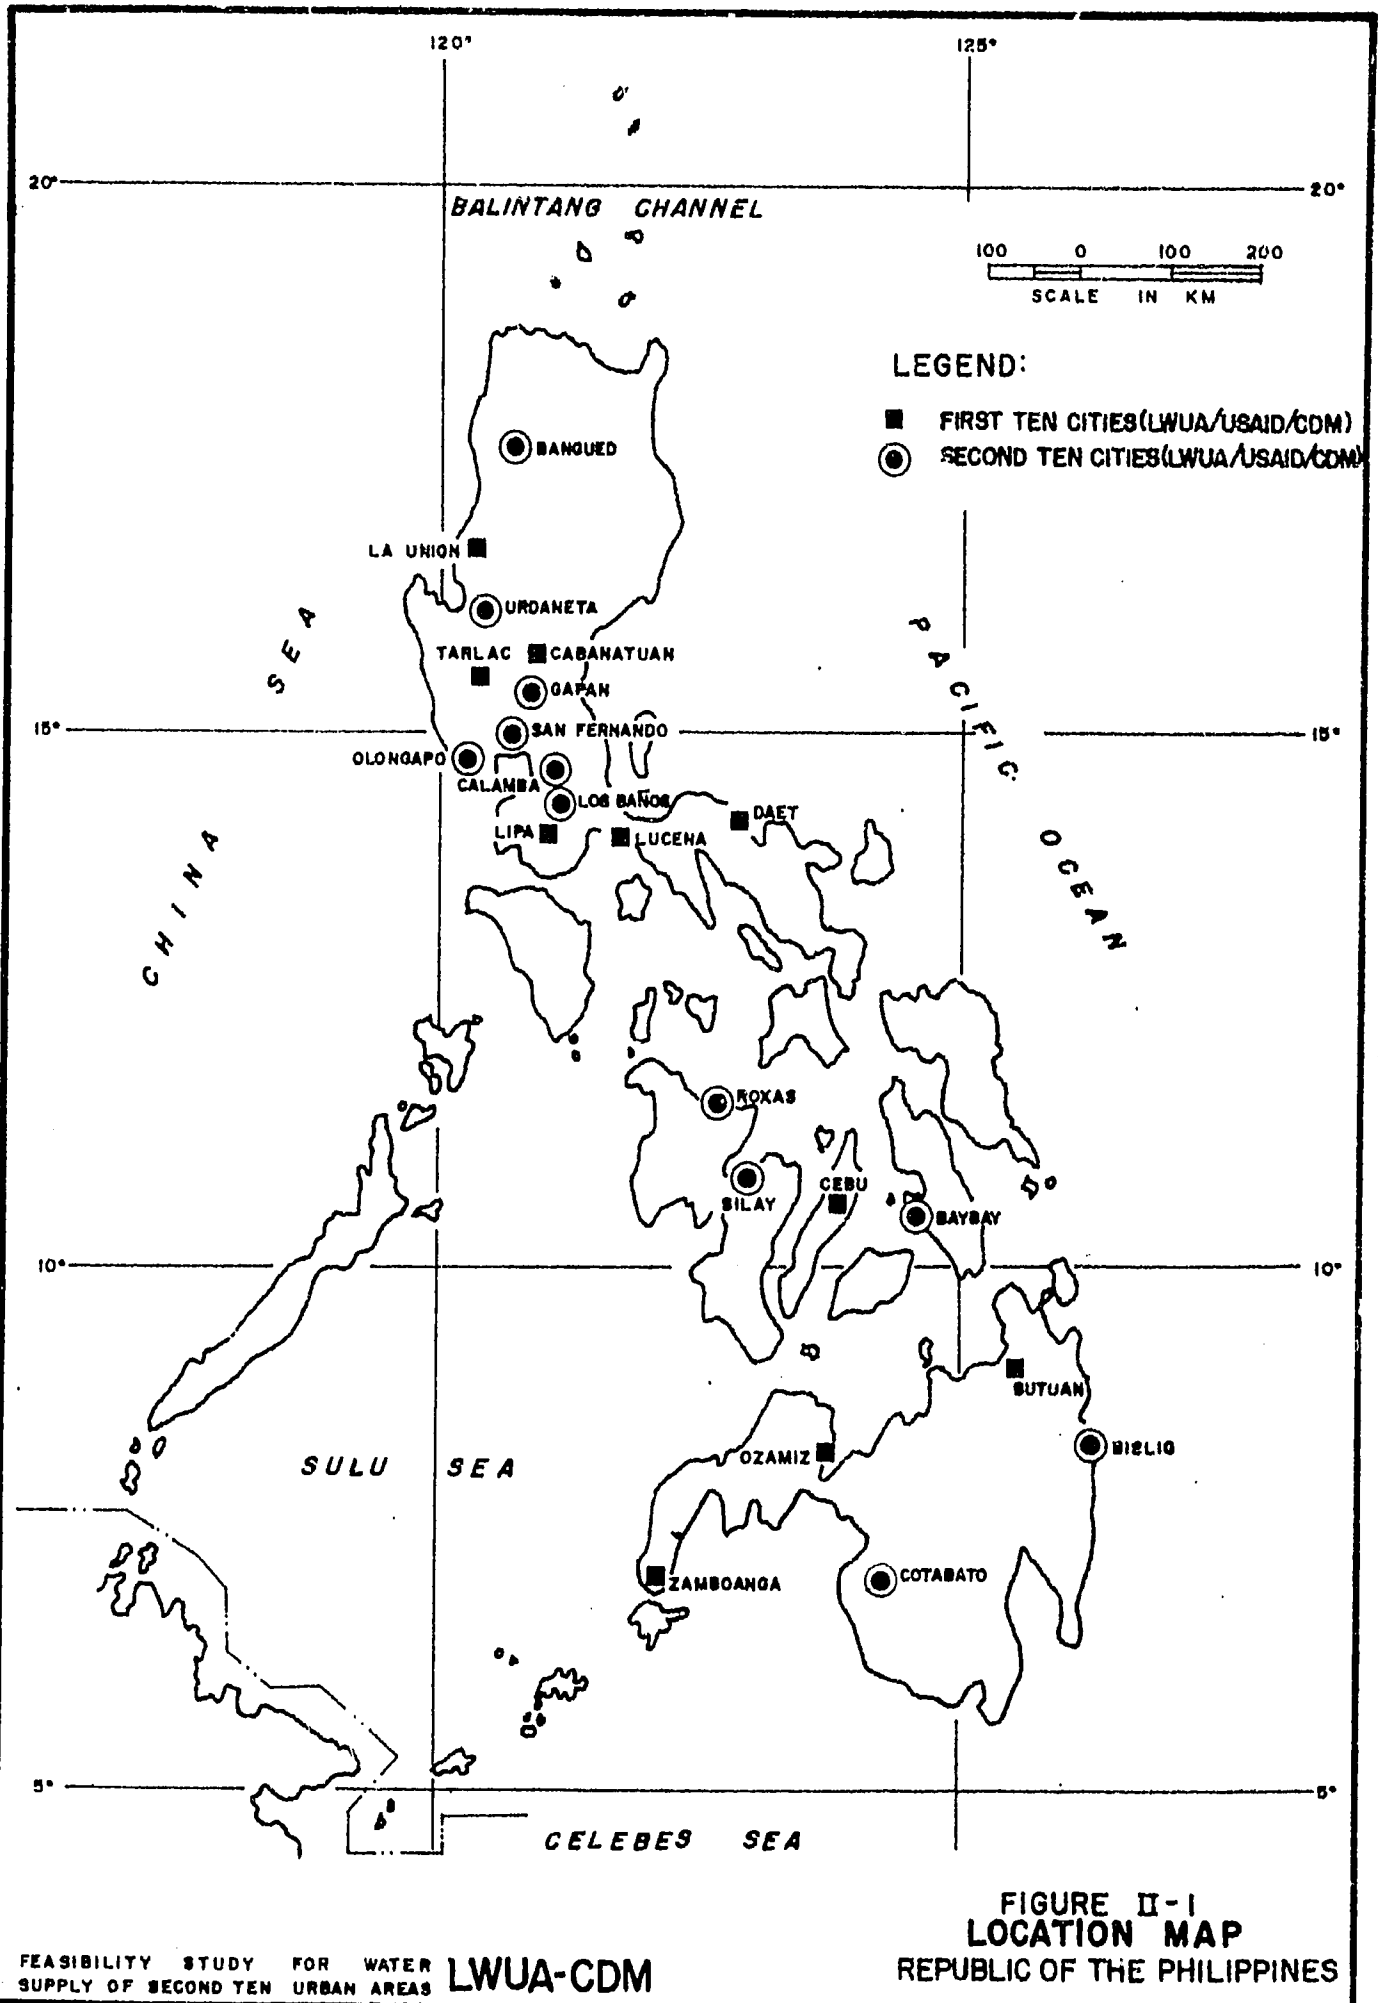 120° 125°
20° 20°
BALINTANG CHANNEL
100 0 100 200
SCALE IN KM
LEGEND:
FIRST TEN CITIES(LWUA/USAID/CDM)
SECOND TEN CITIES(LWUA/USAID/CDM)
BANGUED
LA UNION
URDANETA
TARLAC
CABANATUAN
GAPAN
SAN FERNANDO
15° 15°
OLONGAPO
CALAMBA
LOS BAÑOS
LIPA
LUCENA
DAET
CHINA SEA
PACIFIC OCEAN
ROXAS
SILAY
CEBU
BAYBAY
10° 10°
BUTUAN
OZAMIZ
BISLIG
SULU SEA
ZAMBOANGA
COTABATO
5° 5°
CELEBES SEA
FIGURE II-1
LOCATION MAP
REPUBLIC OF THE PHILIPPINES
FEASIBILITY STUDY FOR WATER
SUPPLY OF SECOND TEN URBAN AREAS
LWUA-CDM